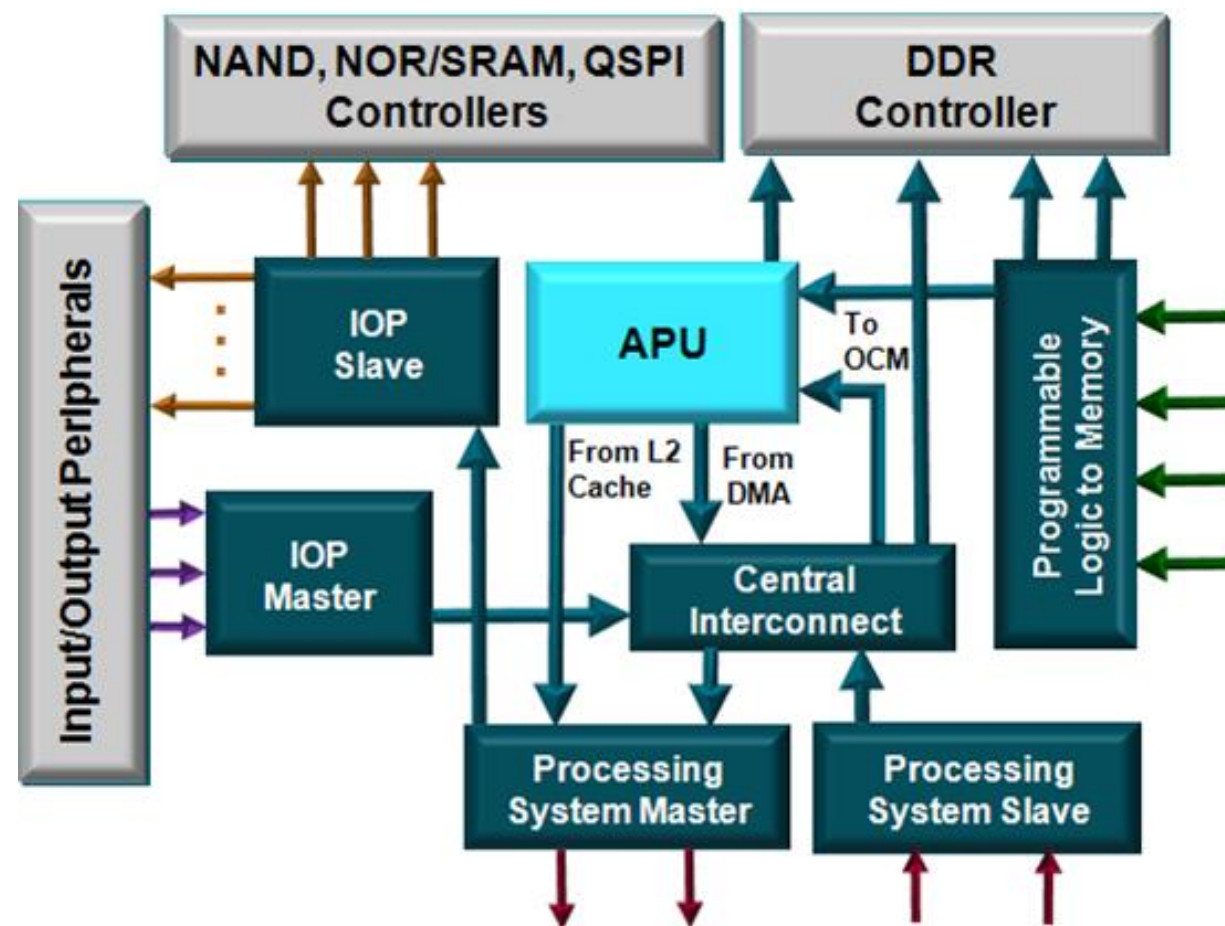 NAND, NOR/SRAM, QSPI
Controllers
DDR
Controller
Input/Output Peripherals
IOP
Slave
APU
To
OCM
Programmable
Logic to Memory
From L2
Cache
From
DMA
IOP
Master
Central
Interconnect
Processing
System Master
Processing
System Slave